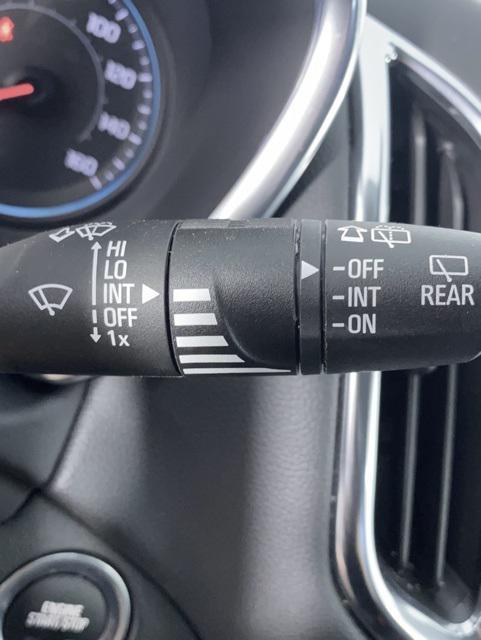 100
120
140
160
HI
LO
INT
OFF
1x
-OFF
-INT
-ON
REAR
ENGINE
START/STOP